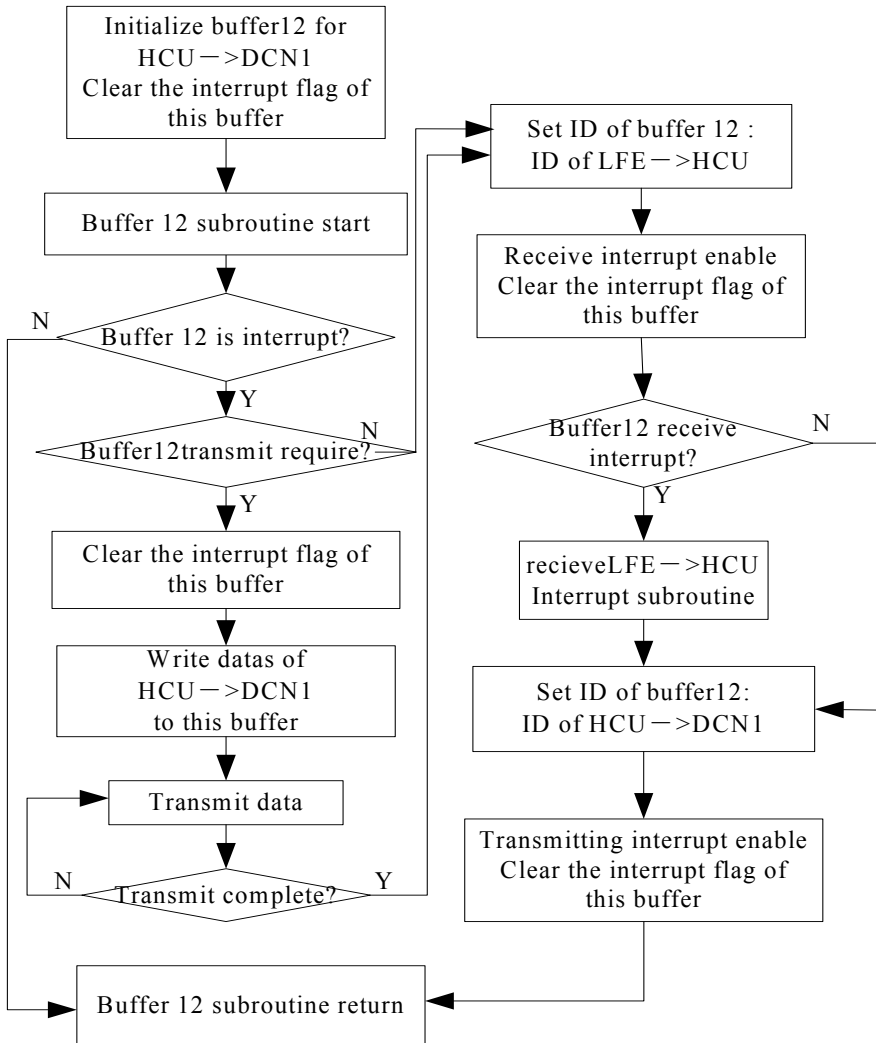 Initialize buffer12 for
HCU－>DCN1
Clear the interrupt flag of
this buffer
Buffer 12 subroutine start
N
Buffer 12 is interrupt?
Y
Buffer12transmit require?
N
Y
Clear the interrupt flag of
this buffer
Write datas of
HCU－>DCN1
to this buffer
Transmit data
N
Transmit complete?
Y
Buffer 12 subroutine return
Set ID of buffer 12 :
ID of LFE－>HCU
Receive interrupt enable
Clear the interrupt flag of
this buffer
Buffer12 receive
interrupt?
N
Y
recieveLFE－>HCU
Interrupt subroutine
Set ID of buffer12:
ID of HCU－>DCN1
Transmitting interrupt enable
Clear the interrupt flag of
this buffer